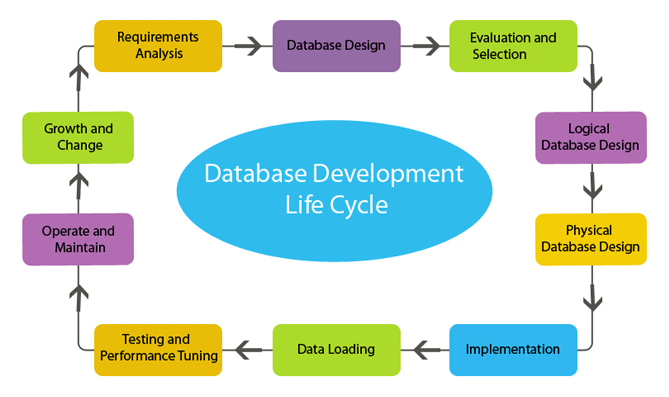 Requirements
Analysis
Database Design
Evaluation and
Selection
Logical
Database Design
Physical
Database Design
Implementation
Data Loading
Testing and
Performance Tuning
Operate and
Maintain
Growth and
Change
Database Development
Life Cycle